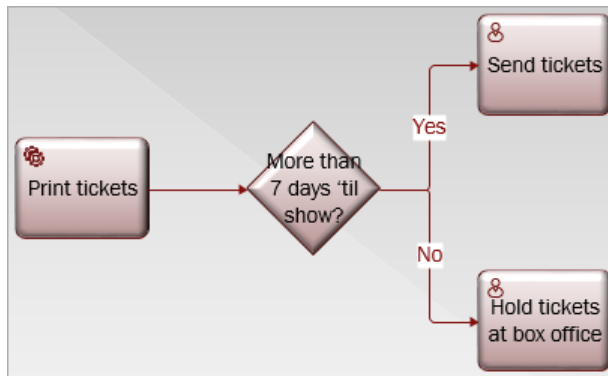 Send tickets
Yes
Print tickets
More than
7 days ‘til
show?
No
Hold tickets
at box office